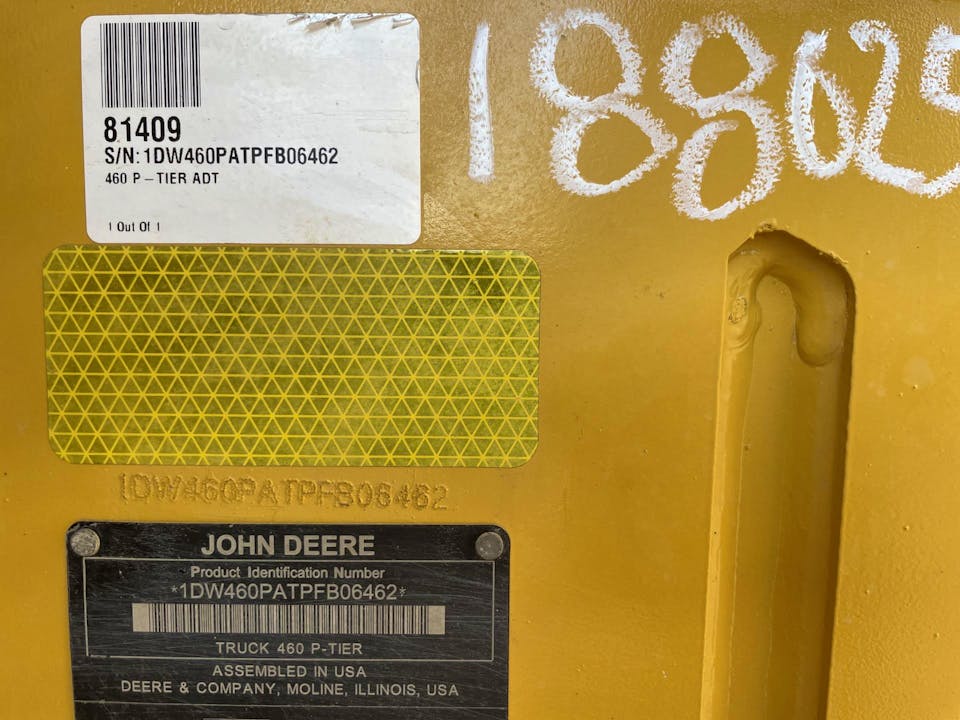 81409
S/N: 1DW460PATPFB06462
460 P-TIER ADT
1 Out Of 1
188025
1DW460PATPFB06462
JOHN DEERE
Product Identification Number
*1DW460PATPFB06462*
TRUCK 460 P-TIER
ASSEMBLED IN USA
DEERE & COMPANY, MOLINE, ILLINOIS, USA